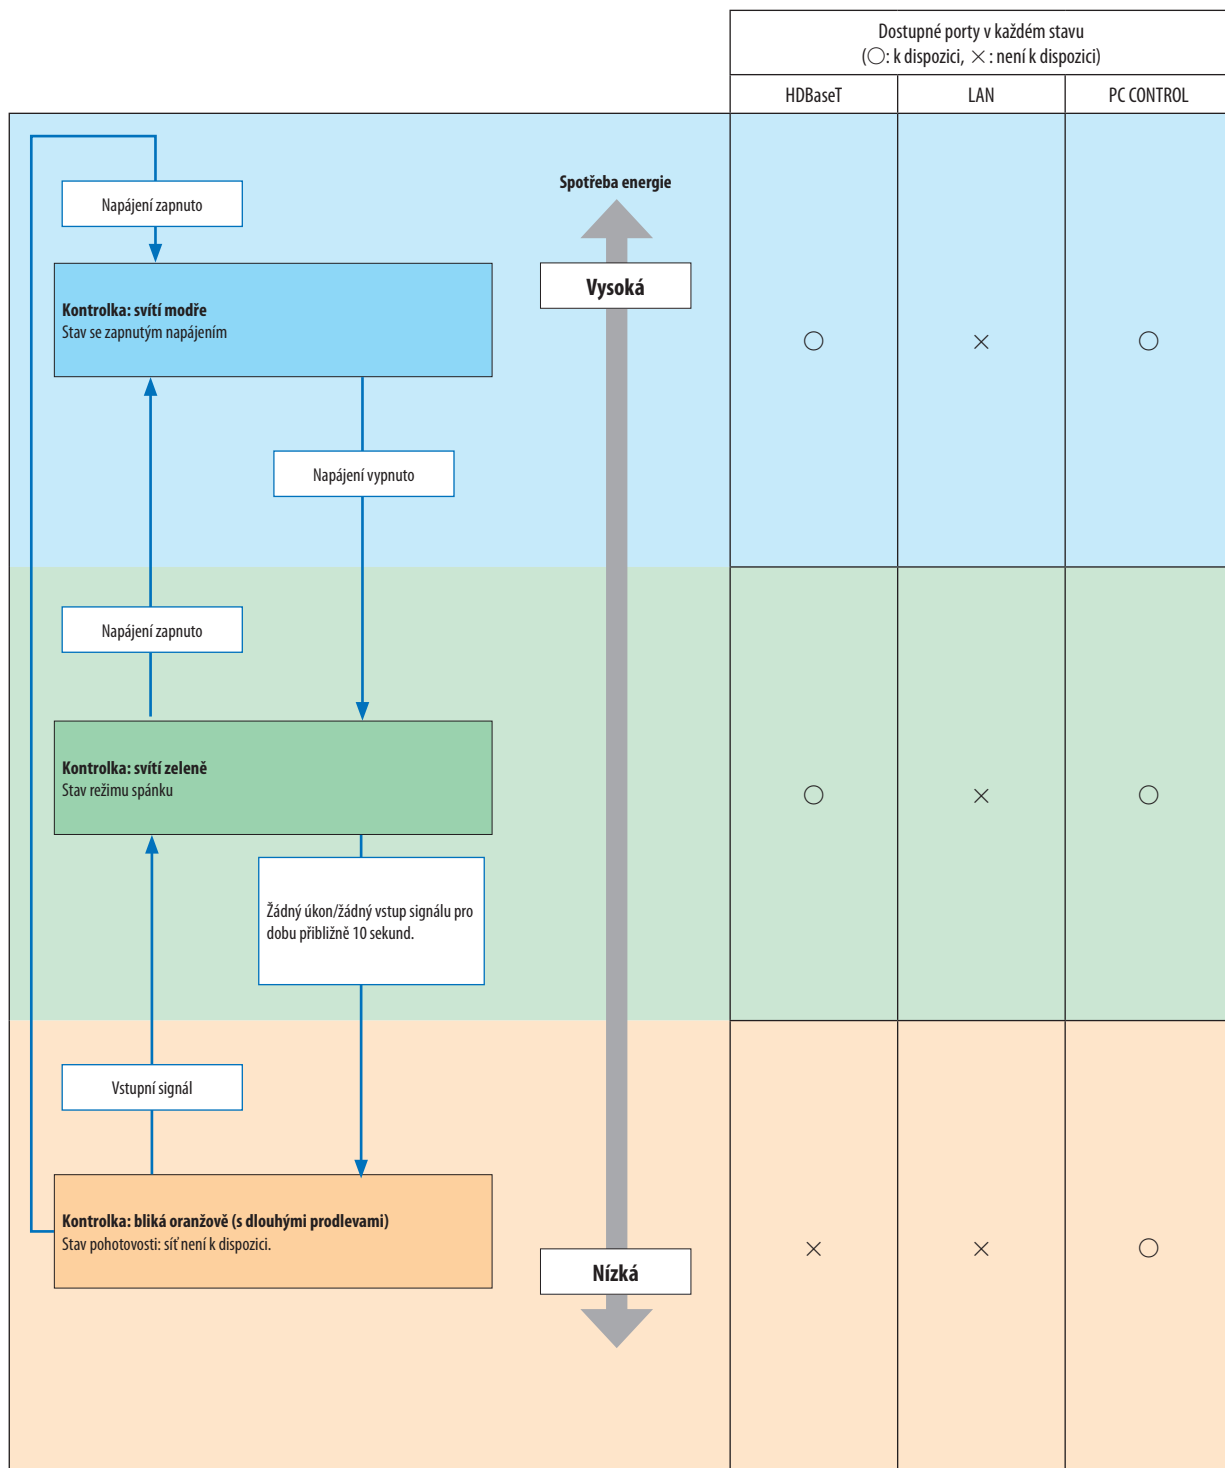 Dostupné porty v každém stavu
(○: k dispozici, ×: není k dispozici)
HDBaseT
LAN
PC CONTROL
Napájení zapnuto
Spotřeba energie
Vysoká
Kontrolka: svítí modře
Stav se zapnutým napájením
○
×
○
Napájení vypnuto
Napájení zapnuto
Kontrolka: svítí zeleně
Stav režimu spánku
○
×
○
Žádný úkon/žádný vstup signálu pro
dobu přibližně 10 sekund.
Vstupní signál
Kontrolka: bliká oranžově (s dlouhými prodlevami)
Stav pohotovosti: síť není k dispozici.
Nízká
×
×
○